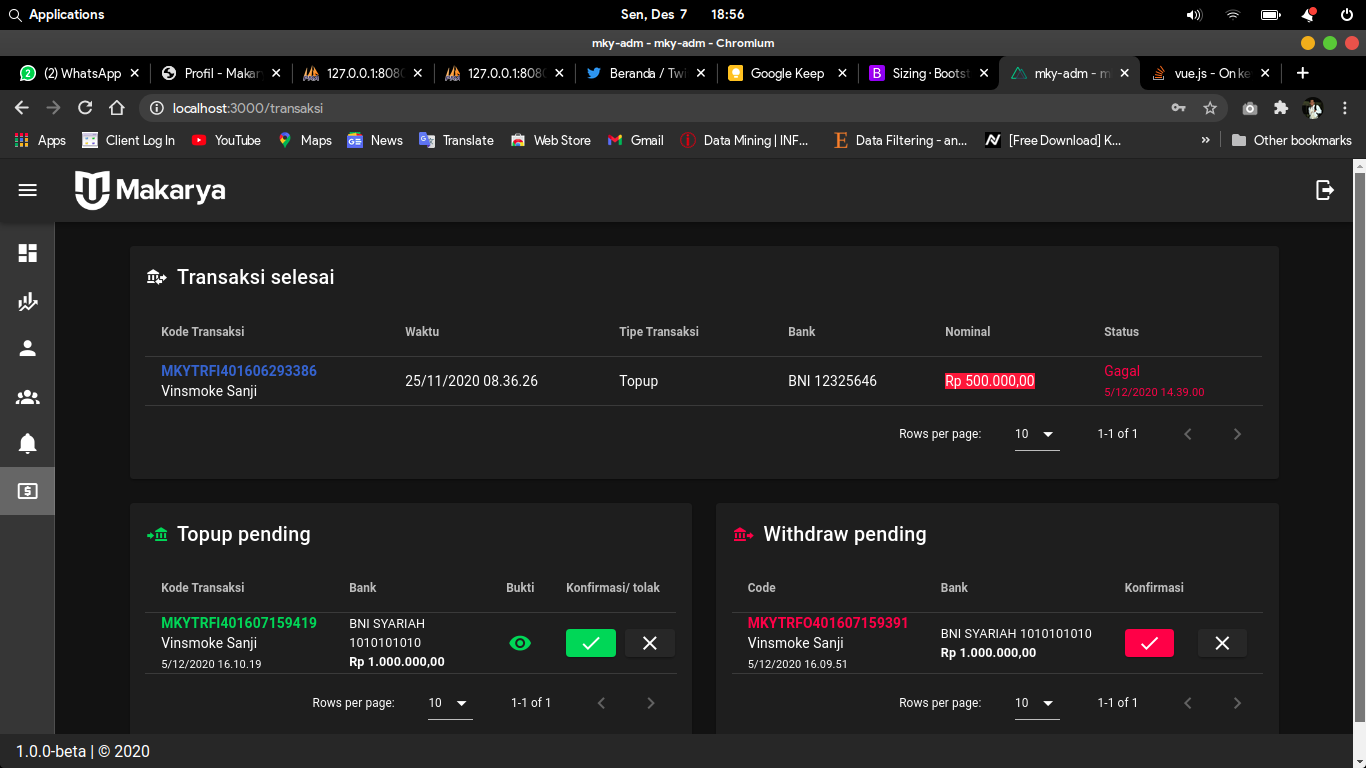 Applications
Sen, Des 7 18:56
mky-adm - mky-adm - Chromium
2 (2) WhatsApp
Profil - Makar
127.0.0.1:8080
127.0.0.1:8080
Beranda / Twi
Google Keep
B Sizing · Bootst
mky-adm - m
vue.js - On ke
localhost:3000/transaksi
Apps
Client Log In
YouTube
Maps
News
Translate
Web Store
Gmail
Data Mining | INF...
E Data Filtering - an...
[Free Download] K...
»
Other bookmarks
Makarya
Transaksi selesai
Kode Transaksi Waktu Tipe Transaksi Bank Nominal Status
MKYTRFI401606293386
Vinsmoke Sanji
25/11/2020 08.36.26
Topup
BNI 12325646
Rp 500.000,00
Gagal
5/12/2020 14.39.00
Rows per page: 10 1-1 of 1
Topup pending
Kode Transaksi Bank Bukti Konfirmasi/ tolak
MKYTRFI401607159419
Vinsmoke Sanji
5/12/2020 16.10.19
BNI SYARIAH
1010101010
Rp 1.000.000,00
Rows per page: 10 1-1 of 1
Withdraw pending
Code Bank Konfirmasi
MKYTRFO401607159391
Vinsmoke Sanji
5/12/2020 16.09.51
BNI SYARIAH 1010101010
Rp 1.000.000,00
Rows per page: 10 1-1 of 1
1.0.0-beta | © 2020